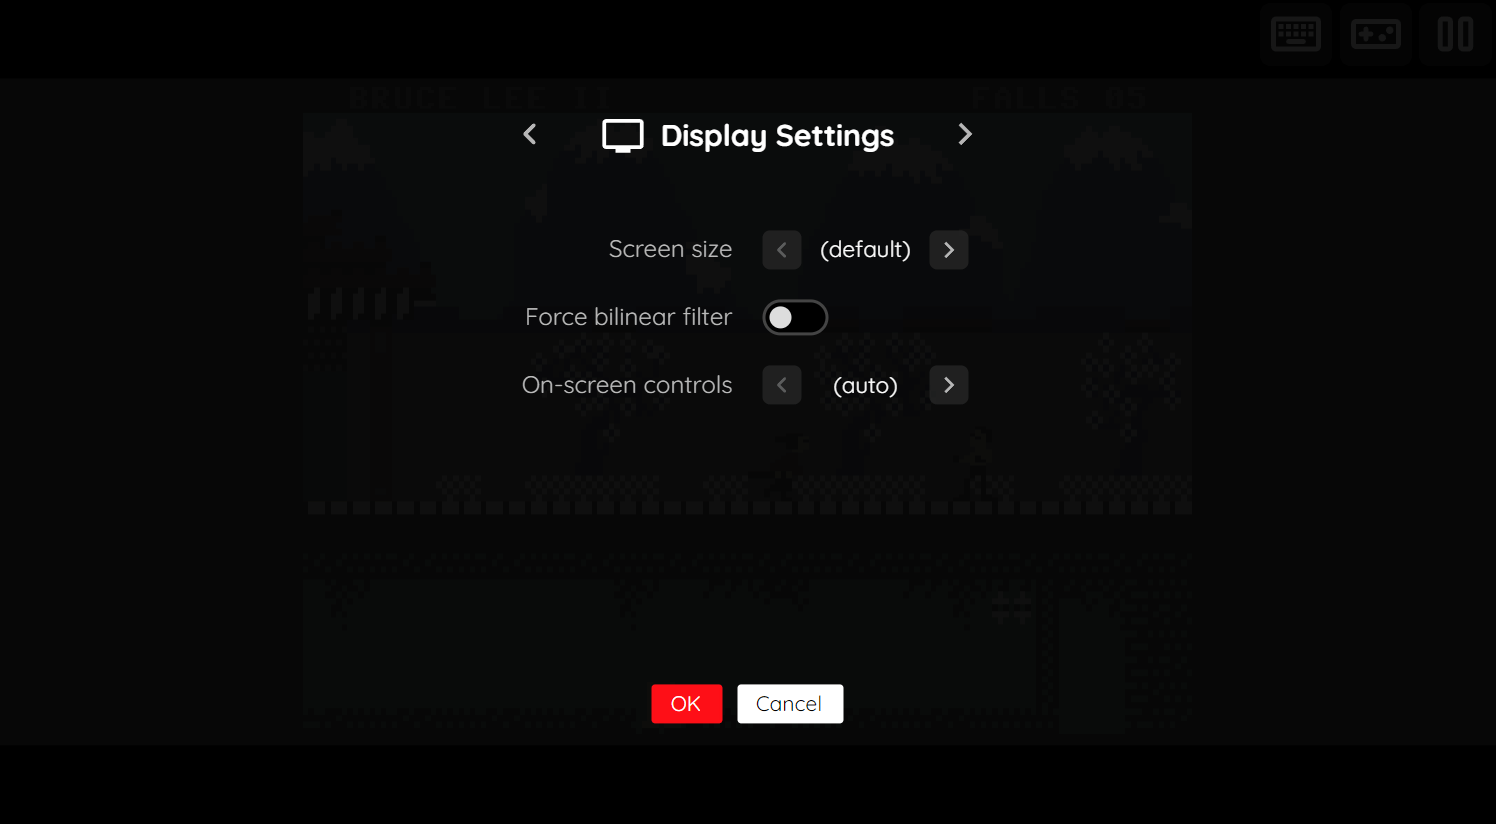 BRUCE LEE II FALLS 05
Display Settings
Screen size (default)
Force bilinear filter
On-screen controls (auto)
OK Cancel